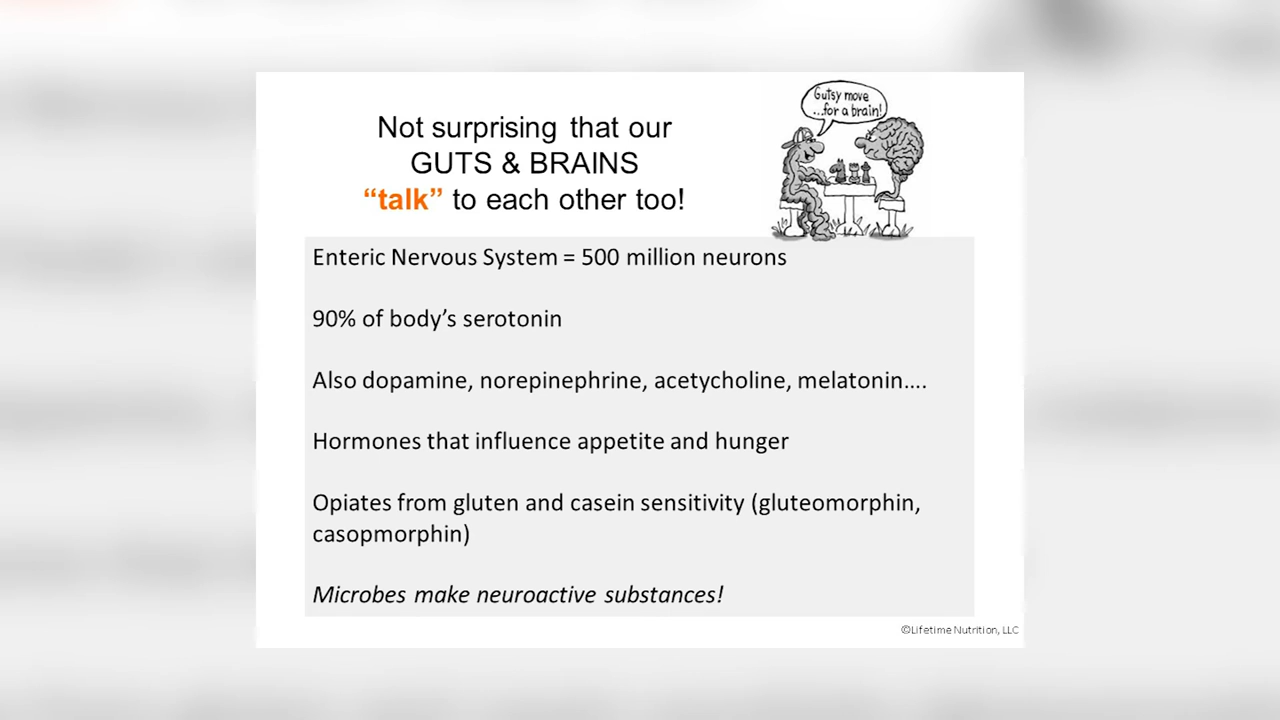 Not surprising that our
GUTS & BRAINS
“talk” to each other too!
Gutsy move
...for a brain!
Enteric Nervous System = 500 million neurons
90% of body’s serotonin
Also dopamine, norepinephrine, acetycholine, melatonin....
Hormones that influence appetite and hunger
Opiates from gluten and casein sensitivity (gluteomorphin,
casopmorphin)
Microbes make neuroactive substances!
©Lifetime Nutrition, LLC